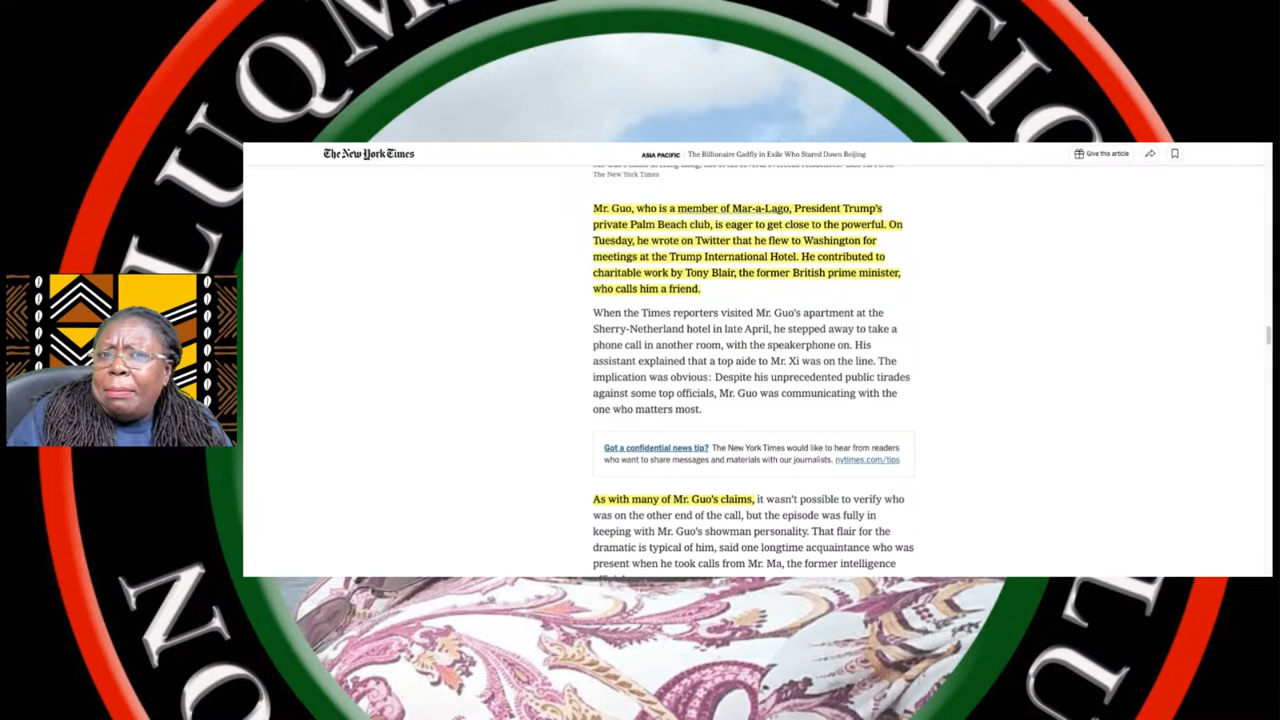 LUQM
ATIO
The New York Times
ASIA PACIFIC | The Billionaire Gadfly in Exile Who Stared Down Beijing
Give this article
The New York Times
Mr. Guo, who is a member of Mar-a-Lago, President Trump's
private Palm Beach club, is eager to get close to the powerful. On
Tuesday, he wrote on Twitter that he flew to Washington for
meetings at the Trump International Hotel. He contributed to
charitable work by Tony Blair, the former British prime minister,
who calls him a friend.
When the Times reporters visited Mr. Guo's apartment at the
Sherry-Netherland hotel in late April, he stepped away to take a
phone call in another room, with the speakerphone on. His
assistant explained that a top aide to Mr. Xi was on the line. The
implication was obvious: Despite his unprecedented public tirades
against some top officials, Mr. Guo was communicating with the
one who matters most.
Got a confidential news tip? The New York Times would like to hear from readers
who want to share messages and materials with our journalists. nytimes.com/tips
As with many of Mr. Guo's claims, it wasn't possible to verify who
was on the other end of the call, but the episode was fully in
keeping with Mr. Guo's showman personality. That flair for the
dramatic is typical of him, said one longtime acquaintance who was
present when he took calls from Mr. Ma, the former intelligence